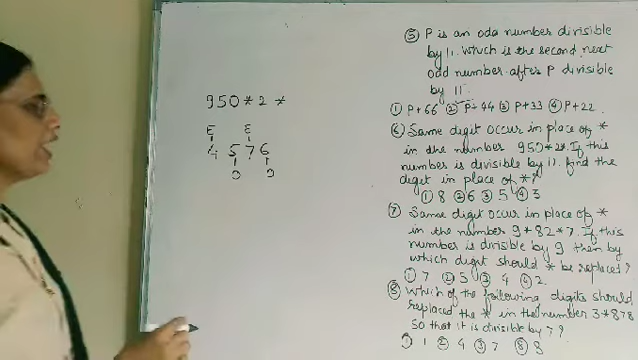 950 * 2 *
E E
4 5 7 6
0 0
⑤ P is an odd number divisible
by 11. Which is the second next
odd number after P divisible
by 11
① P+66 ② P+44 ③ P+33 ④ P+22
⑥ Same digit occur in place of *
in the number 950*2*. If this
number is divisible by 11. find the
digit in place of *?
① 8 ② 6 ③ 5 ④ 3
⑦ Same digit occur in place of *
in the number 9*82*7. If this
number is divisible by 9 then by
which digit should * be replaced?
① 7 ② 5 ③ 4 ④ 2.
⑧ Which of the following digits should
replaced the * in the number 3*878
so that it is divisible by 7?
① 1 ② 4 ③ 7 ⑧ 8